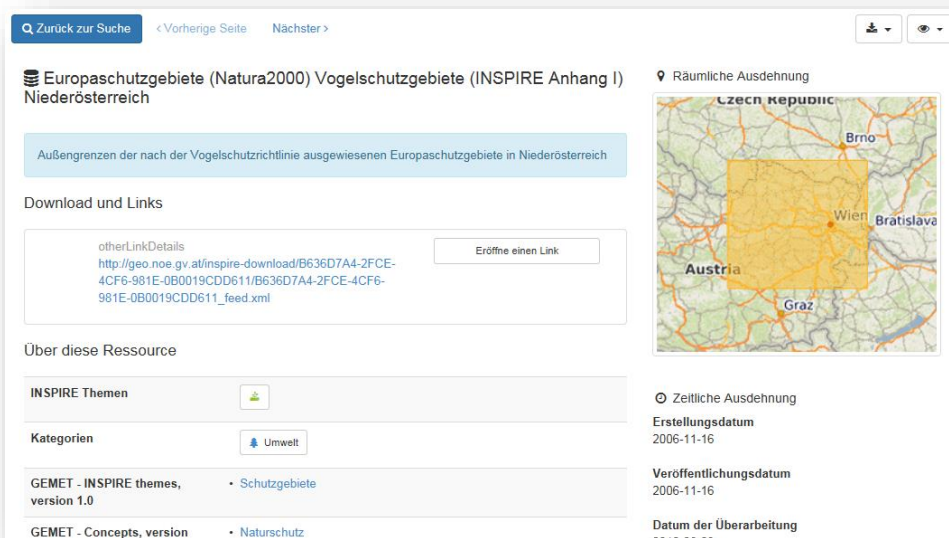 Zurück zur Suche
< Vorherige Seite
Nächster >
Europaschutzgebiete (Natura2000) Vogelschutzgebiete (INSPIRE Anhang I)
Niederösterreich
Außengrenzen der nach der Vogelschutzrichtlinie ausgewiesenen Europaschutzgebiete in Niederösterreich
Download und Links
otherLinkDetails
http://geo.noe.gv.at/inspire-download/B636D7A4-2FCE-
4CF6-981E-0B0019CDD611/B636D7A4-2FCE-4CF6-
981E-0B0019CDD611_feed.xml
Eröffne einen Link
Über diese Ressource
INSPIRE Themen
Kategorien
Umwelt
GEMET - INSPIRE themes,
version 1.0
• Schutzgebiete
GEMET - Concepts, version
• Naturschutz
Räumliche Ausdehnung
Czech Republic
Brno
Wien
Bratislava
Austria
Graz
Zeitliche Ausdehnung
Erstellungsdatum
2006-11-16
Veröffentlichungsdatum
2006-11-16
Datum der Überarbeitung